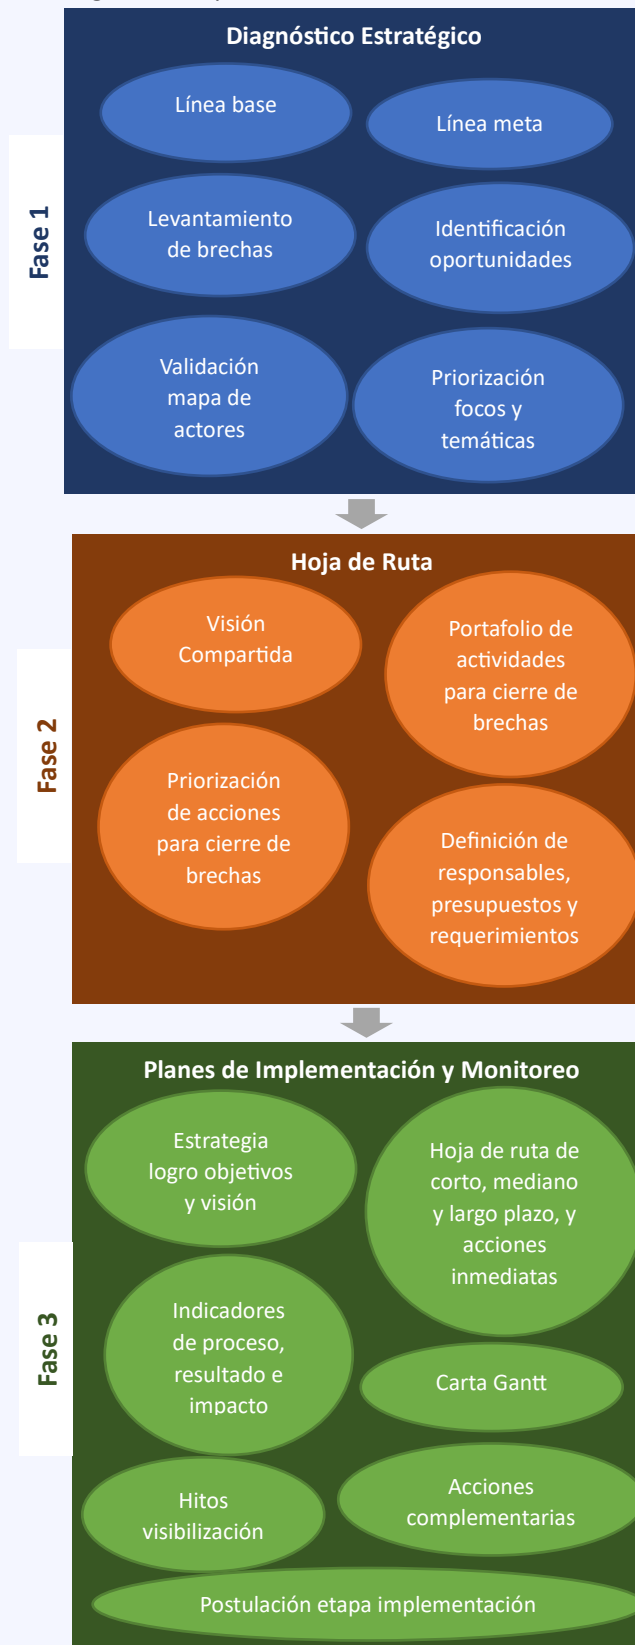 Diagnóstico Estratégico
Línea base
Línea meta
Fase 1
Levantamiento
de brechas
Identificación
oportunidades
Validación
mapa de
actores
Priorización
focos y
temáticas
Hoja de Ruta
Visión
Compartida
Portafolio de
actividades
para cierre de
brechas
Fase 2
Priorización
de acciones
para cierre de
brechas
Definición de
responsables,
presupuestos y
requerimientos
Planes de Implementación y Monitoreo
Estrategia
logro objetivos
y visión
Hoja de ruta de
corto, mediano
y largo plazo, y
acciones
inmediatas
Fase 3
Indicadores
de proceso,
resultado e
impacto
Carta Gantt
Hitos
visibilización
Acciones
complementarias
Postulación etapa implementación